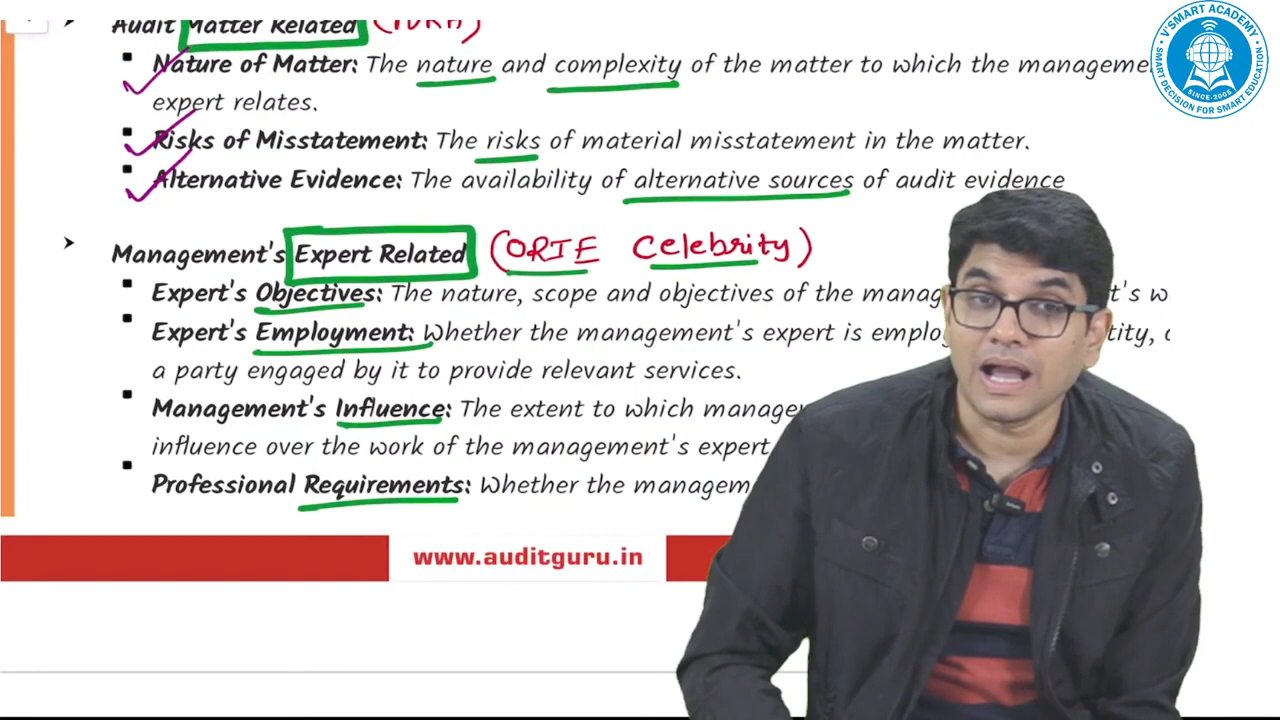 Audit Matter Related
Nature of Matter: The nature and complexity of the matter to which the
expert relates.
Risks of Misstatement: The risks of material misstatement in the matter.
Alternative Evidence: The availability of alternative sources of audit evidence
Management's Expert Related (ORIE Celebrity)
Expert's Objectives: The nature, scope and objectives of the
Expert's Employment: Whether the management's expert is
a party engaged by it to provide relevant services.
Management's Influence: The extent to which
influence over the work of the management's expert
Professional Requirements: Whether the
www.auditguru.in
V'SMART ACADEMY
SMART DECISION FOR SMART EDUCATION
SINCE-2005